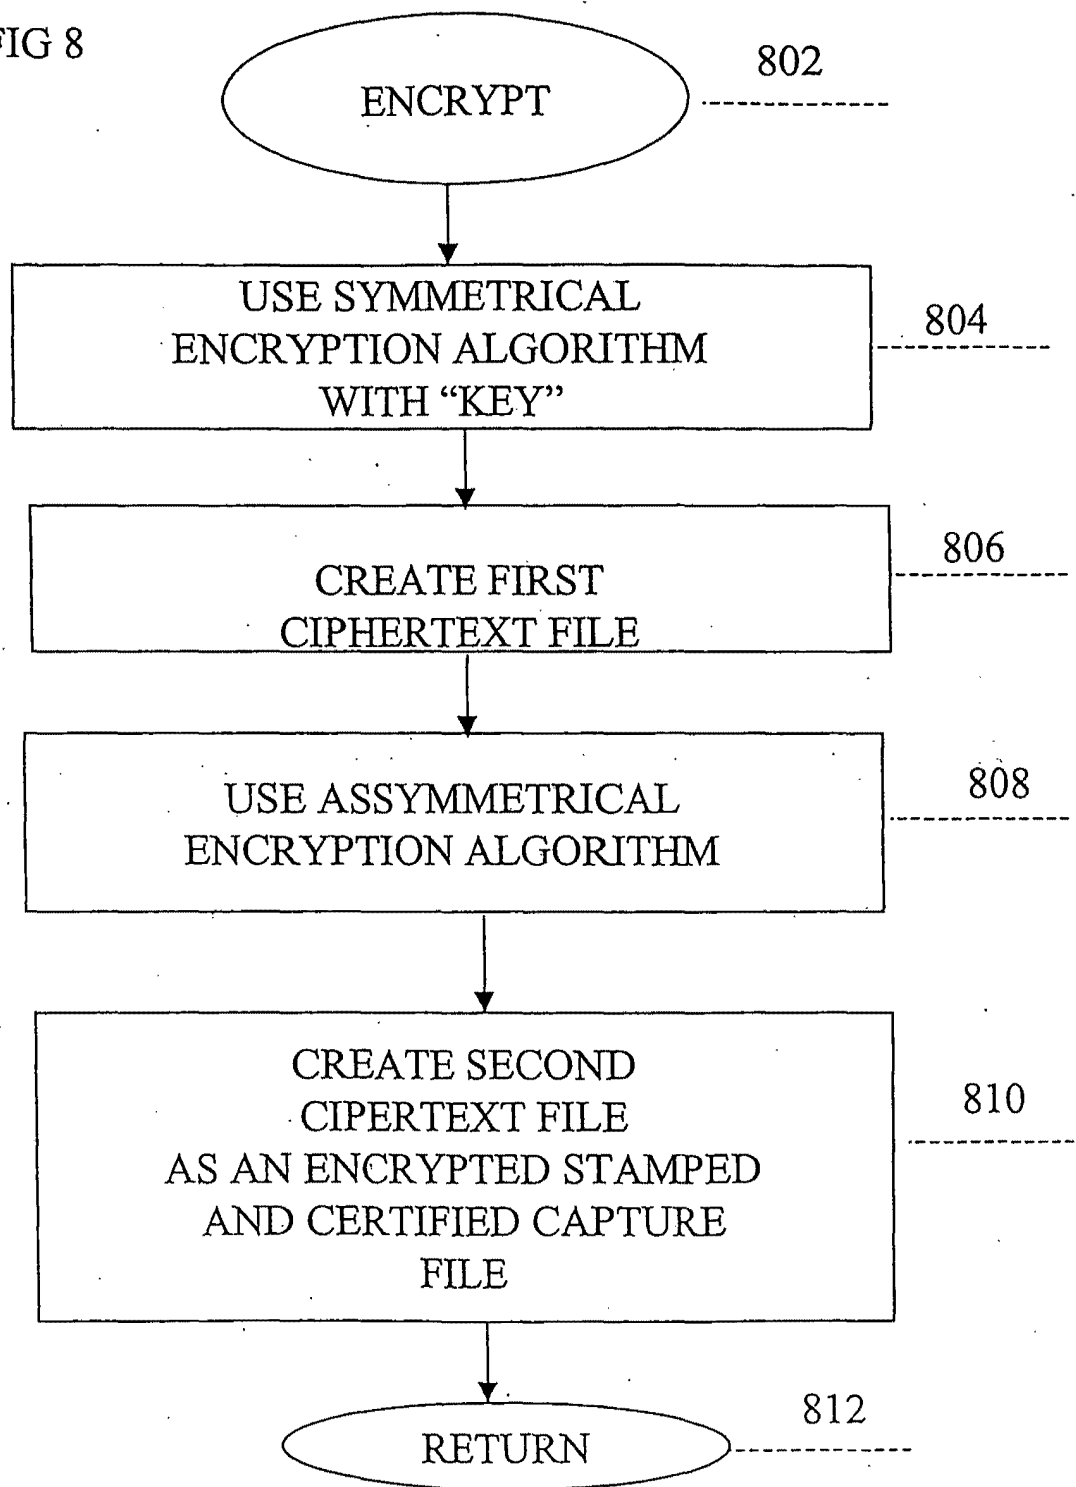 FIG 8
802
ENCRYPT
USE SYMMETRICAL
ENCRYPTION ALGORITHM
WITH “KEY”
804
CREATE FIRST
CIPHERTEXT FILE
806
USE ASSYMMETRICAL
ENCRYPTION ALGORITHM
808
CREATE SECOND
CIPERTEXT FILE
AS AN ENCRYPTED STAMPED
AND CERTIFIED CAPTURE
FILE
810
RETURN
812